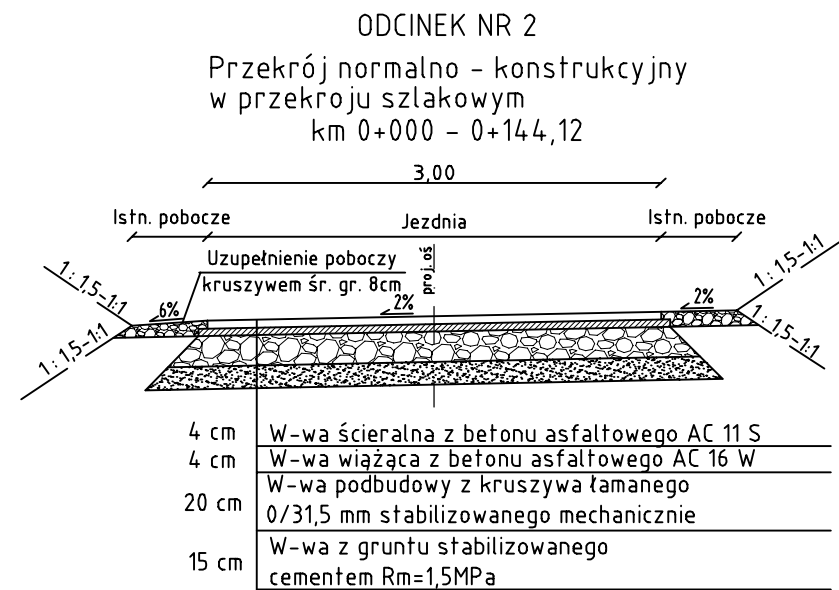 ODCINEK NR 2
Przekrój normalno - konstrukcyjny
w przekroju szlakowym
km 0+000 - 0+144,12
3,00
Istn. pobocze
Jezdnia
Istn. pobocze
Uzupełnienie poboczy
kruszywem śr. gr. 8cm
proj. oś
1 : 1,5-1:1
1 : 1,5-1:1
6%
2%
2%
1 : 1,5-1:1
1 : 1,5-1:1
4 cm W-wa ścieralna z betonu asfaltowego AC 11 S
4 cm W-wa wiążąca z betonu asfaltowego AC 16 W
20 cm W-wa podbudowy z kruszywa łamanego
0/31,5 mm stabilizowanego mechanicznie
15 cm W-wa z gruntu stabilizowanego
cementem Rm=1,5MPa